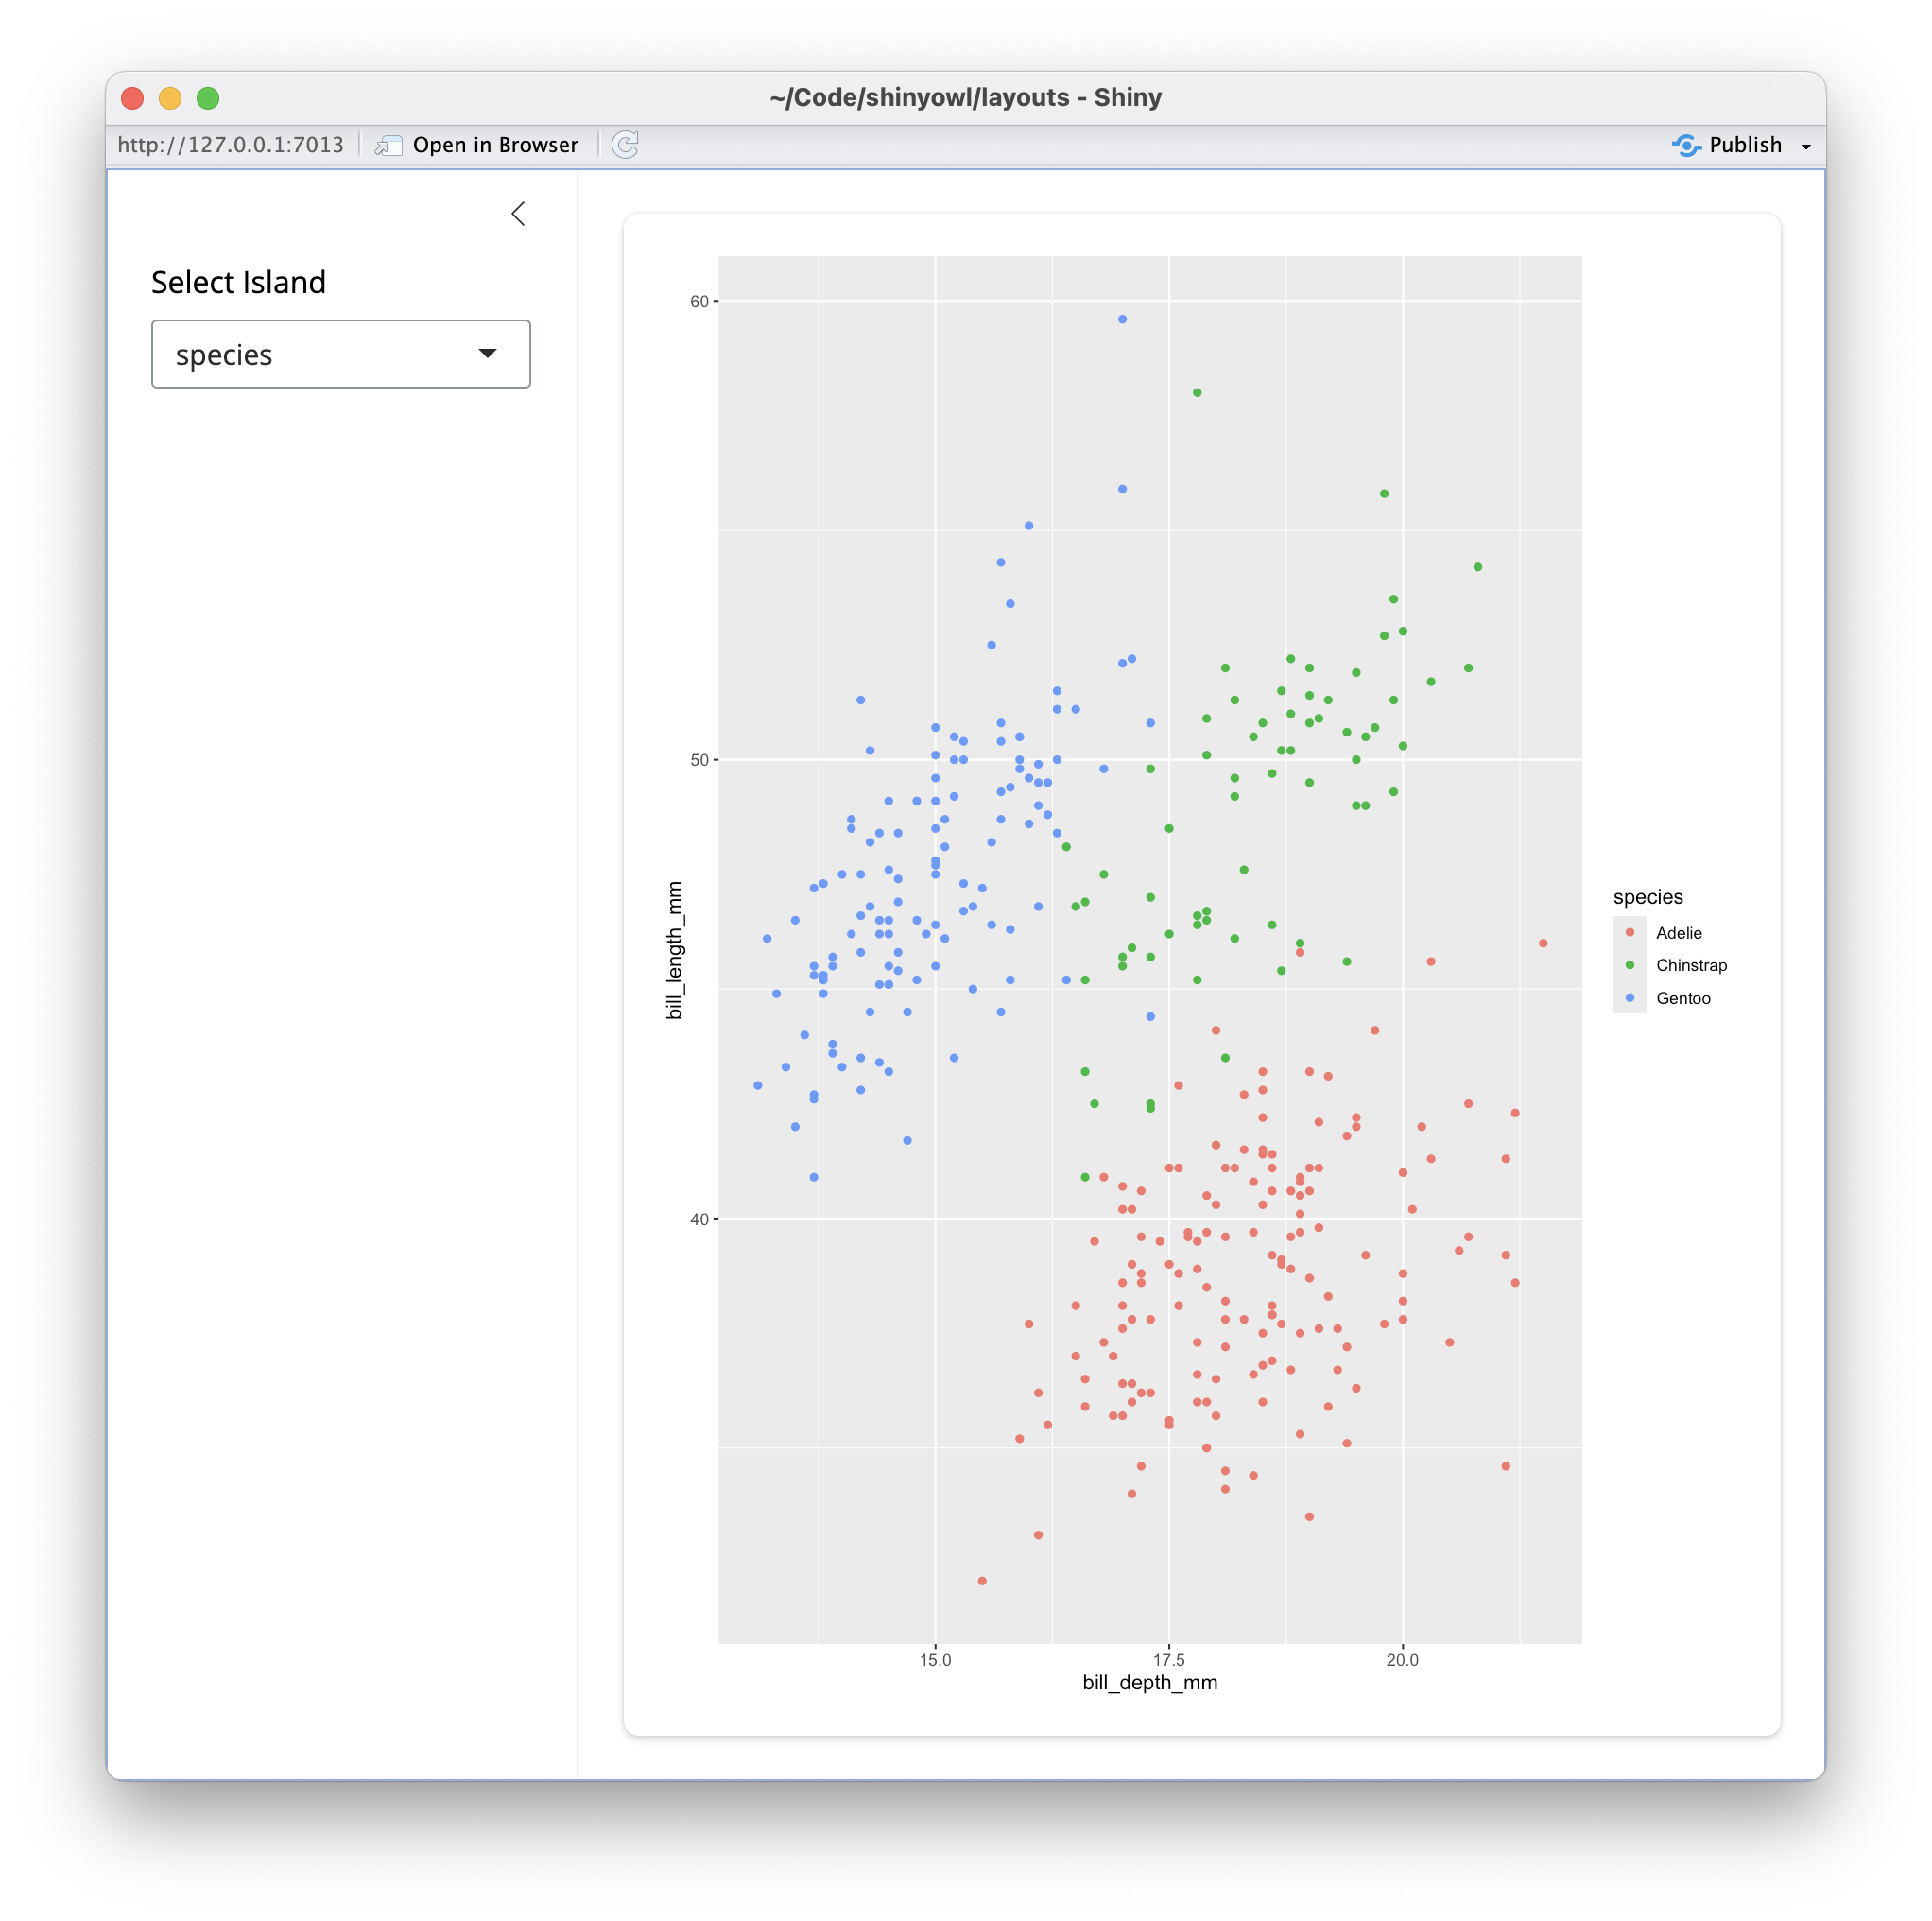 ~/Code/shinyowl/layouts - Shiny
http://127.0.0.1:7013 Open in Browser Publish
Select Island
species
60
50
40
bill_length_mm
15.0 17.5 20.0
bill_depth_mm
species
Adelie
Chinstrap
Gentoo